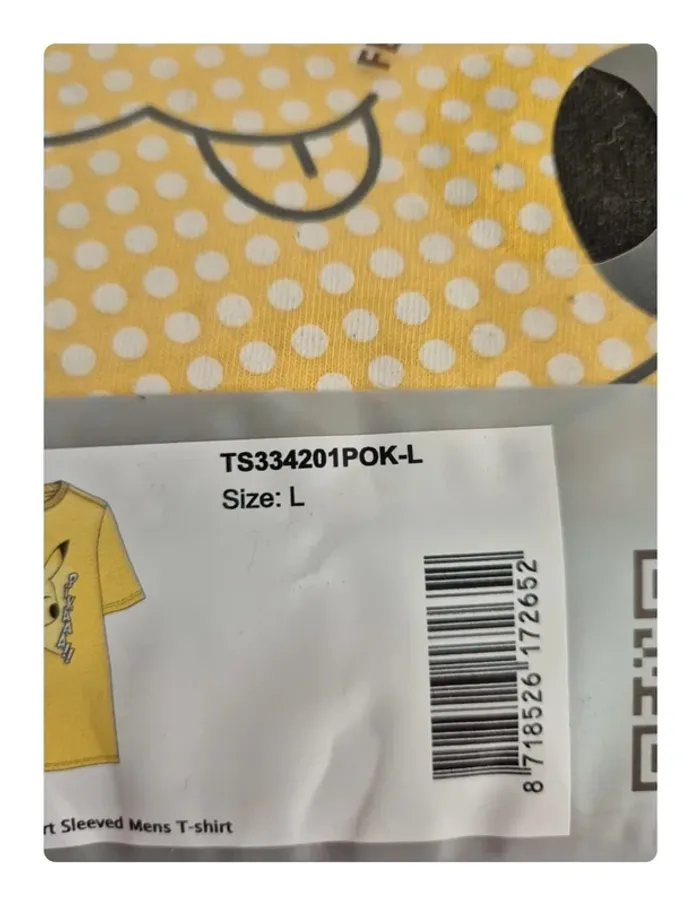 TS334201POK-L
Size: L
8 718526 172652
rt Sleeved Mens T-shirt